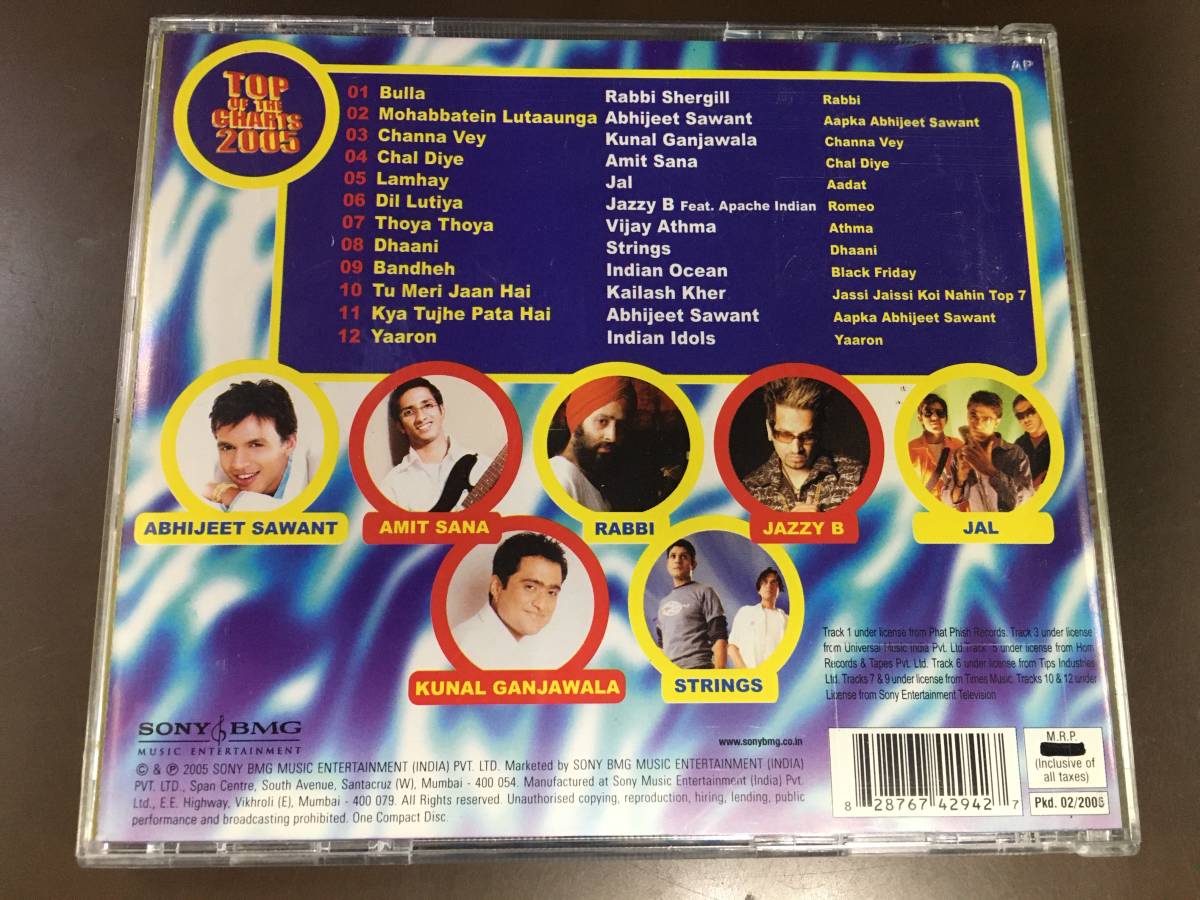 AP
TOP
OF THE
CHARTS
2005
01 Bulla Rabbi Shergill Rabbi
02 Mohabbatein Lutaaunga Abhijeet Sawant Aapka Abhijeet Sawant
03 Channa Vey Kunal Ganjawala Channa Vey
04 Chal Diye Amit Sana Chal Diye
05 Lamhay Jal Aadat
06 Dil Lutiya Jazzy B Feat. Apache Indian Romeo
07 Thoya Thoya Vijay Athma Athma
08 Dhaani Strings Dhaani
09 Bandheh Indian Ocean Black Friday
10 Tu Meri Jaan Hai Kailash Kher Jassi Jaissi Koi Nahin Top 7
11 Kya Tujhe Pata Hai Abhijeet Sawant Aapka Abhijeet Sawant
12 Yaaron Indian Idols Yaaron
ABHIJEET SAWANT
AMIT SANA
RABBI
JAZZY B
JAL
KUNAL GANJAWALA
STRINGS
Track 1 under license from Phat Phish Records. Track 3 under license
from Universal Music India Pvt. Ltd. Track 5 under license from Hom
Records & Tapes Pvt. Ltd. Track 6 under license from Tips Industries
Ltd. Tracks 7 & 9 under license from Times Music. Tracks 10 & 12 under
License from Sony Entertainment Television
SONY BMG
MUSIC ENTERTAINMENT
www.sonybmg.co.in
© & ℗ 2005 SONY BMG MUSIC ENTERTAINMENT (INDIA) PVT. LTD. Marketed by SONY BMG MUSIC ENTERTAINMENT (INDIA)
PVT. LTD., Span Centre, South Avenue, Santacruz (W), Mumbai - 400 054. Manufactured at Sony Music Entertainment (India) Pvt.
Ltd., E.E. Highway, Vikhroli (E), Mumbai - 400 079. All Rights reserved. Unauthorised copying, reproduction, hiring, lending, public
performance and broadcasting prohibited. One Compact Disc.
8 28767 42942 7
M.R.P.
(Inclusive of
all taxes)
Pkd. 02/2005